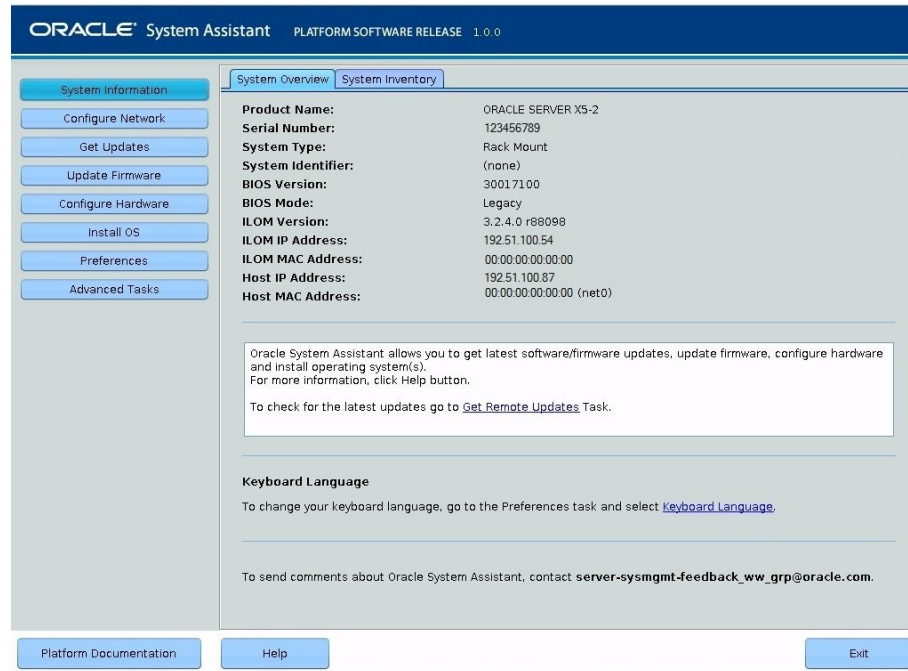 ORACLE System Assistant PLATFORM SOFTWARE RELEASE 1.0.0
System Information
Configure Network
Get Updates
Update Firmware
Configure Hardware
Install OS
Preferences
Advanced Tasks
System Overview System Inventory
Product Name: ORACLE SERVER X5-2
Serial Number: 123456789
System Type: Rack Mount
System Identifier: (none)
BIOS Version: 30017100
BIOS Mode: Legacy
ILOM Version: 3.2.4.0 r88098
ILOM IP Address: 192.51.100.54
ILOM MAC Address: 00:00:00:00:00:00
Host IP Address: 192.51.100.87
Host MAC Address: 00:00:00:00:00:00 (net0)
Oracle System Assistant allows you to get latest software/firmware updates, update firmware, configure hardware
and install operating system(s).
For more information, click Help button.
To check for the latest updates go to Get Remote Updates Task.
Keyboard Language
To change your keyboard language, go to the Preferences task and select Keyboard Language.
To send comments about Oracle System Assistant, contact server-sysmgmt-feedback_ww_grp@oracle.com.
Platform Documentation
Help
Exit